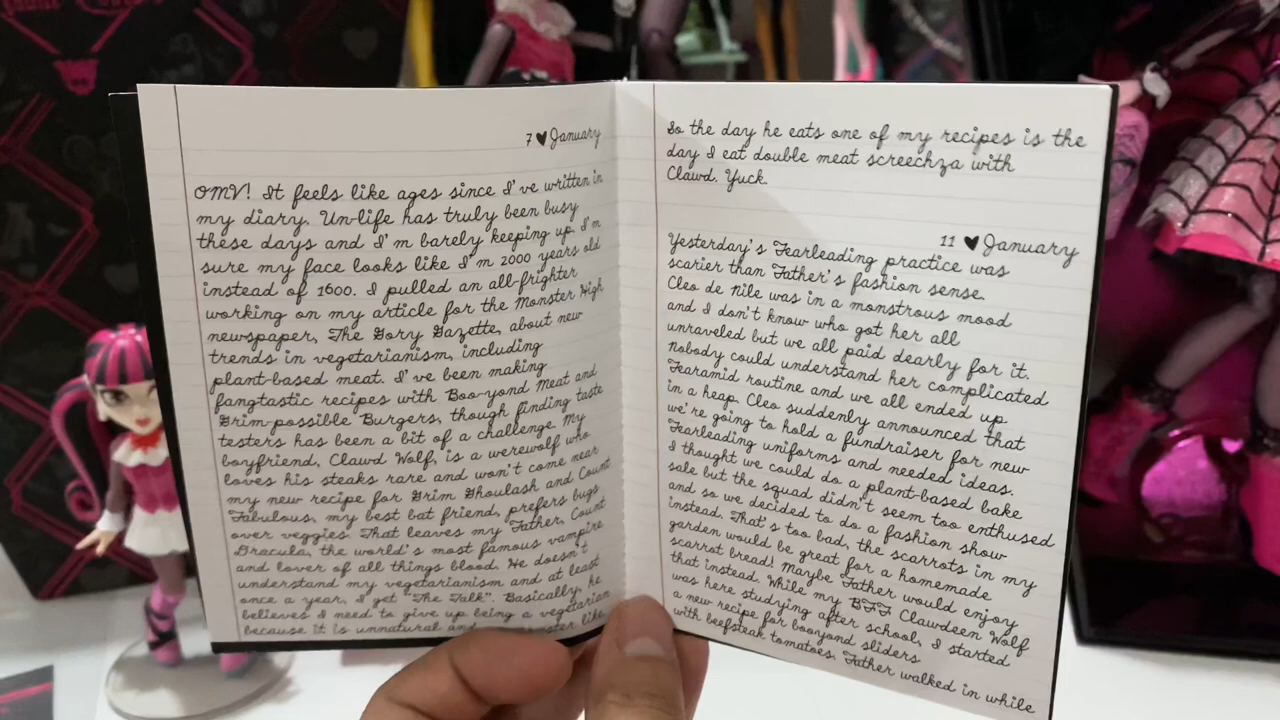 7 ♥ January
OMV! It feels like ages since I've written in
my diary. Un-life has truly been busy
these days and I'm barely keeping up. I'm
sure my face looks like I'm 2000 years old
instead of 1600. I pulled an all-frighter
working on my article for the Monster High
newspaper, The Gory Gazette, about new
trends in vegetarianism, including
plant-based meat. I've been making
fangtastic recipes with Boo-yond Meat and
Grim-possible Burgers, though finding taste
testers has been a bit of a challenge. My
boyfriend, Clawd Wolf, is a werewolf who
loves his steaks rare and won't come near
my new recipe for Grim Ghoulash and Count
Fabulous, my best bat friend, prefers bugs
over veggies. That leaves my Father, Count
Dracula, the world's most famous vampire
and lover of all things blood. He doesn't
understand my vegetarianism and at least
once a year, I get "The Talk". Basically, he
believes I need to give up being a vegetarian
because it is unnatural and like
So the day he eats one of my recipes is the
day I eat double meat screechza with
Clawd. Yuck.
11 ♥ January
Yesterday's Fearleading practice was
scarier than Father's fashion sense.
Cleo de Nile was in a monstrous mood
and I don't know who got her all
unraveled but we all paid dearly for it.
Nobody could understand her complicated
Fearamid routine and we all ended up
in a heap. Cleo suddenly announced that
we're going to hold a fundraiser for new
Fearleading uniforms and needed ideas.
I thought we could do a plant-based bake
sale but the squad didn't seem too enthused
and so we decided to do a fashion show
instead. That's too bad, the scarrots in my
garden would be great for a homemade
scarrot bread! Maybe Father would enjoy
that instead. While my BFF Clawdeen Wolf
was here studying after school, I started
a new recipe for booyond sliders
with beefsteak tomatoes. Father walked in while